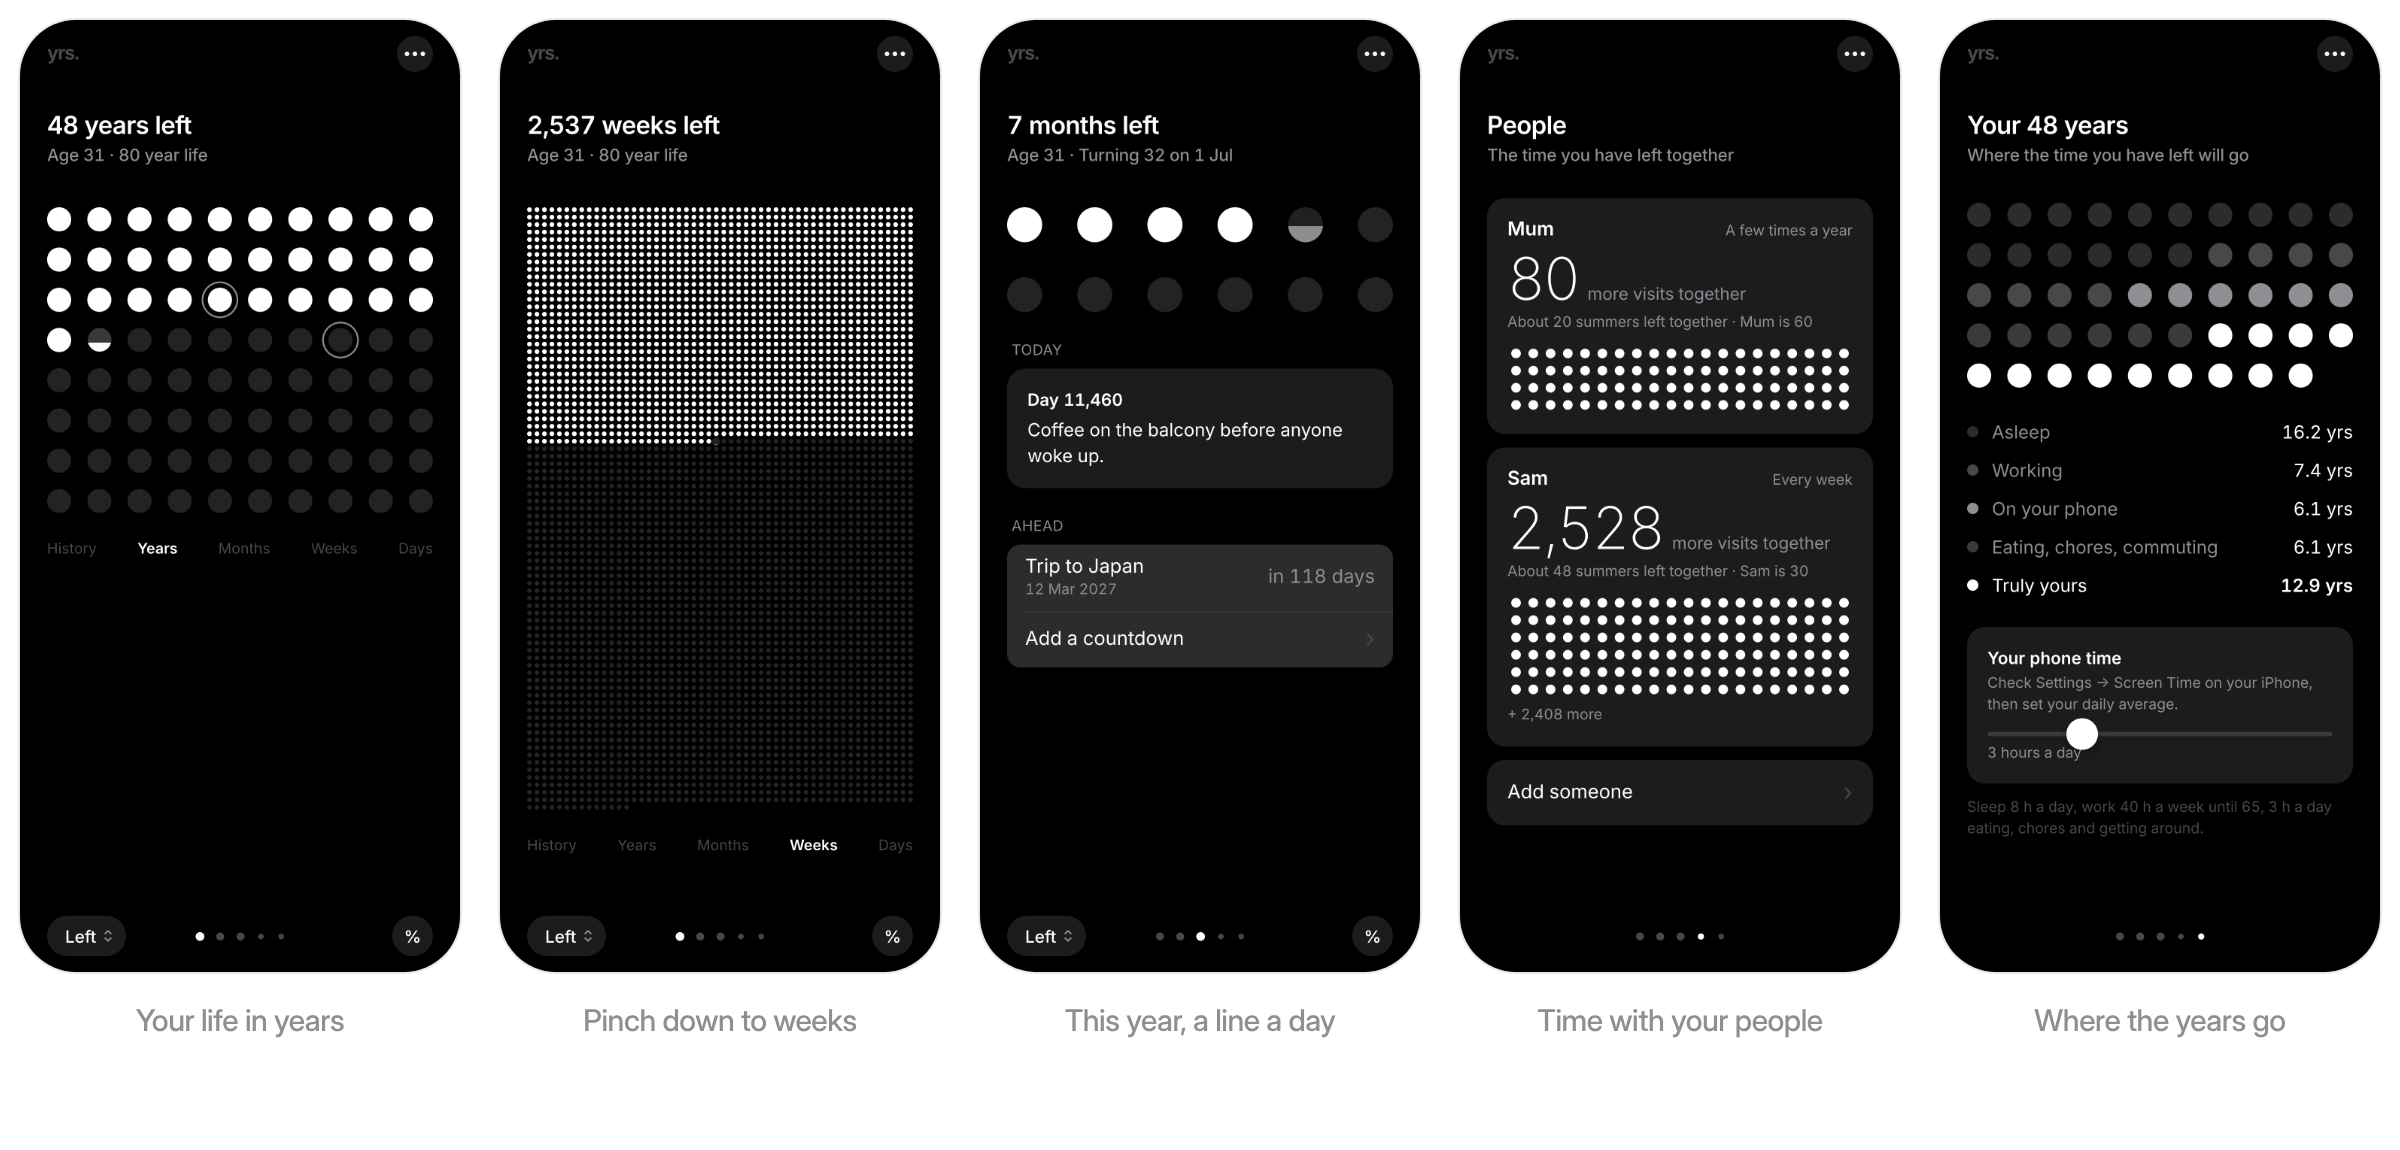 yrs.
48 years left
Age 31 · 80 year life
History Years Months Weeks Days
Left %
Your life in years
yrs.
2,537 weeks left
Age 31 · 80 year life
History Years Months Weeks Days
Left %
Pinch down to weeks
yrs.
7 months left
Age 31 · Turning 32 on 1 Jul
TODAY
Day 11,460
Coffee on the balcony before anyone
woke up.
AHEAD
Trip to Japan
12 Mar 2027
in 118 days
Add a countdown
Left %
This year, a line a day
yrs.
People
The time you have left together
Mum A few times a year
80 more visits together
About 20 summers left together · Mum is 60
Sam Every week
2,528 more visits together
About 48 summers left together · Sam is 30
+ 2,408 more
Add someone
Time with your people
yrs.
Your 48 years
Where the time you have left will go
Asleep 16.2 yrs
Working 7.4 yrs
On your phone 6.1 yrs
Eating, chores, commuting 6.1 yrs
Truly yours 12.9 yrs
Your phone time
Check Settings → Screen Time on your iPhone,
then set your daily average.
3 hours a day
Sleep 8 h a day, work 40 h a week until 65, 3 h a day
eating, chores and getting around.
Where the years go